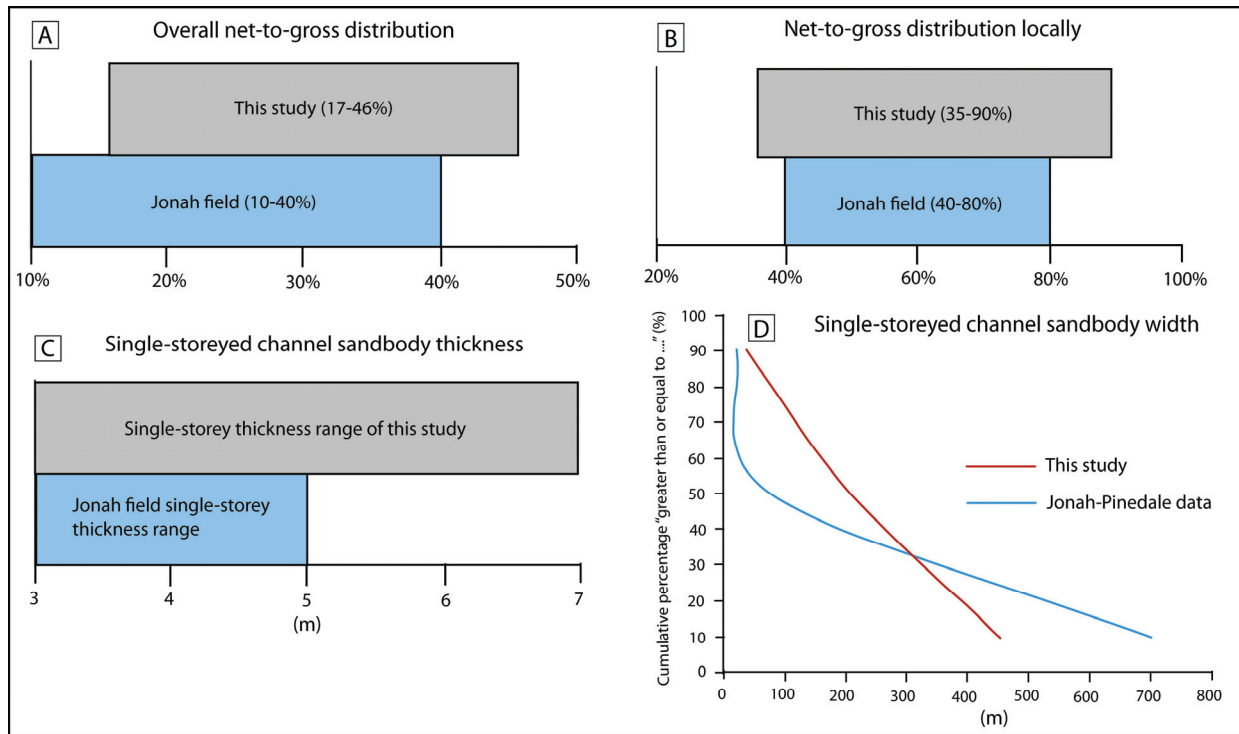 A
Overall net-to-gross distribution
This study (17-46%)
Jonah field (10-40%)
10%
20%
30%
40%
50%
B
Net-to-gross distribution locally
This study (35-90%)
Jonah field (40-80%)
20%
40%
60%
80%
100%
C
Single-storeyed channel sandbody thickness
Single-storey thickness range of this study
Jonah field single-storey
thickness range
3
4
5
6
7
(m)
D
Single-storeyed channel sandbody width
Cumulative percentage "greater than or equal to ...." (%)
100
90
80
70
60
50
40
30
20
10
0
This study
Jonah-Pinedale data
0
100
200
300
400
500
600
700
800
(m)